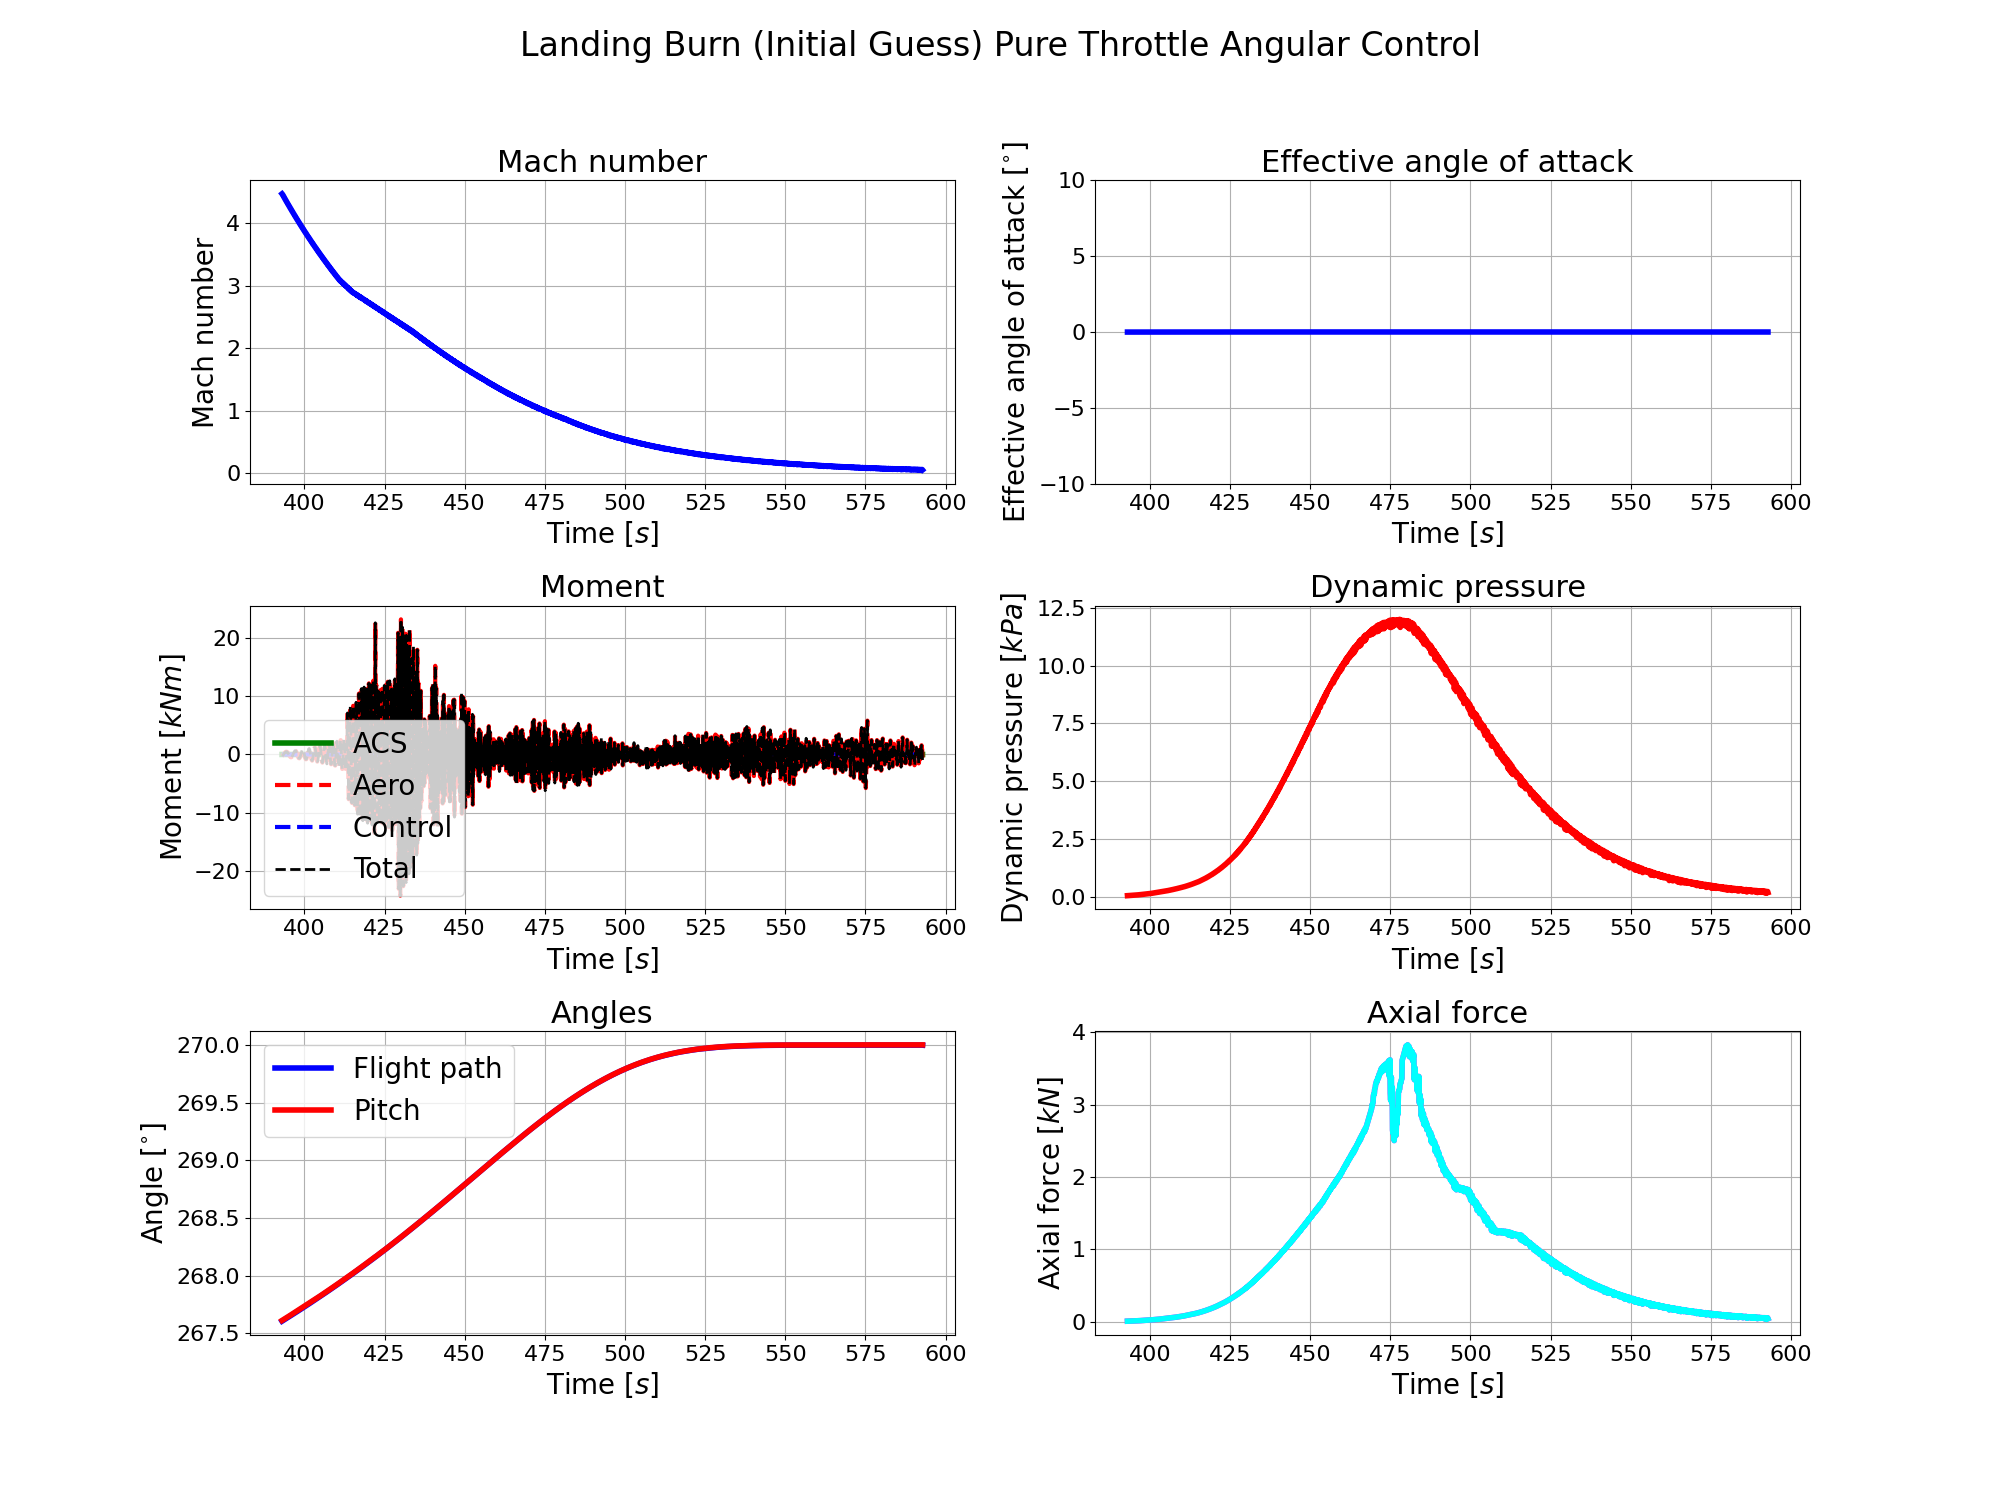 Landing Burn (Initial Guess) Pure Throttle Angular Control
Mach number
Mach number
4
3
2
1
0
400 425 450 475 500 525 550 575 600
Time [s]
Effective angle of attack
Effective angle of attack [°]
10
5
0
−5
−10
400 425 450 475 500 525 550 575 600
Time [s]
Moment
Moment [kNm]
20
10
0
−10
−20
ACS
Aero
Control
Total
400 425 450 475 500 525 550 575 600
Time [s]
Dynamic pressure
Dynamic pressure [kPa]
12.5
10.0
7.5
5.0
2.5
0.0
400 425 450 475 500 525 550 575 600
Time [s]
Angles
Angle [°]
270.0
269.5
269.0
268.5
268.0
267.5
Flight path
Pitch
400 425 450 475 500 525 550 575 600
Time [s]
Axial force
Axial force [kN]
4
3
2
1
0
400 425 450 475 500 525 550 575 600
Time [s]